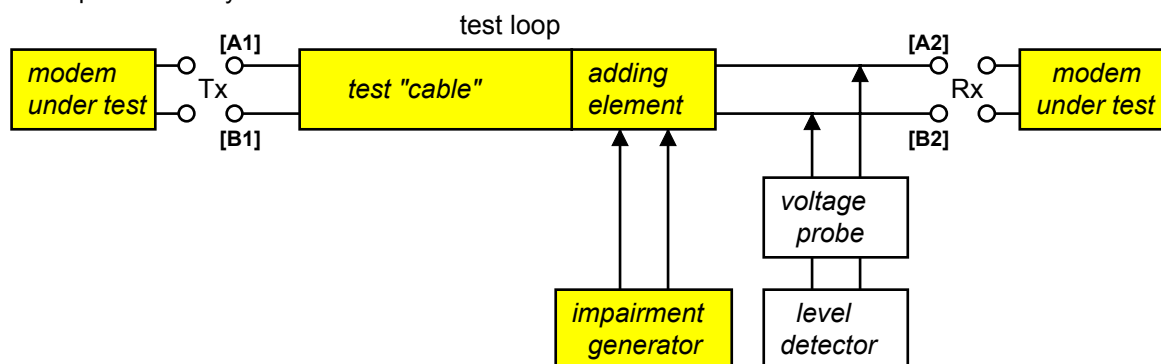 test loop
[A1]
[A2]
modem
under test
Tx
test "cable"
adding
element
Rx
modem
under test
[B1]
[B2]
voltage
probe
impairment
generator
level
detector